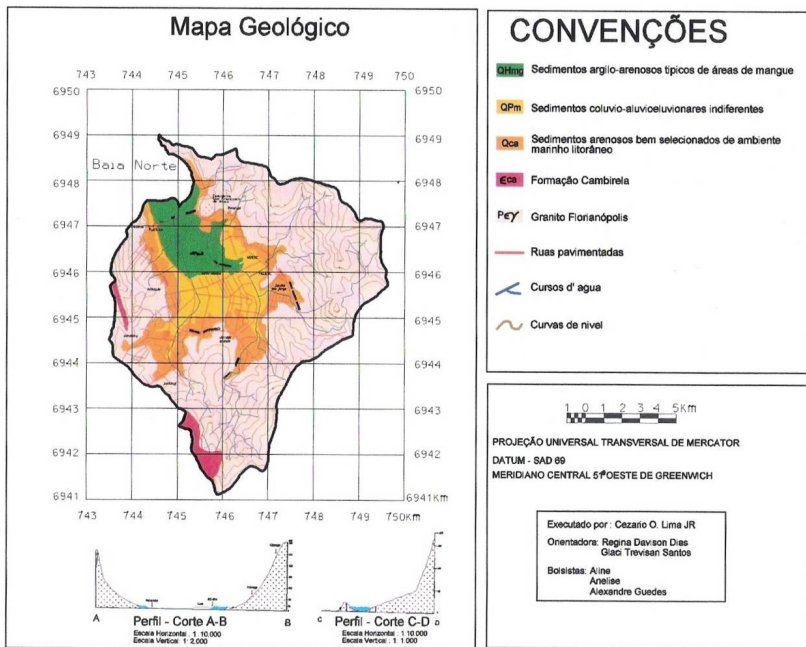 Mapa Geológico
743 744 745 746 747 748 749 750
6950 6950
6949 6949
Baia Norte
6948 6948
6947 6947
6946 6946
6945 6945
6944 6944
6943 6943
6942 6942
6941 6941Km
743 744 745 746 747 748 749 750Km
A B
C D
Perfil - Corte A-B
Escala Horizontal : 1: 10.000
Escala Vertical 1: 2.000
Perfil - Corte C-D
Escala Horizontal : 1: 10.000
Escala Vertical : 1: 1.000
CONVENÇÕES
QHmg Sedimentos argilo-arenosos típicos de áreas de mangue
QPm Sedimentos coluvio-aluvioeluvionares indiferentes
Qca Sedimentos arenosos bem selecionados de ambiente
marinho litorâneo
Єca Formação Cambirela
PЄγ Granito Florianópolis
Ruas pavimentadas
Cursos d' agua
Curvas de nivel
1 0 1 2 3 4 5Km
PROJEÇÃO UNIVERSAL TRANSVERSAL DE MERCATOR
DATUM - SAD 69
MERIDIANO CENTRAL 51º OESTE DE GREENWICH
Executado por : Cezario O. Lima JR
Orientadora: Regina Davison Dias
Glaci Trevisan Santos
Bolsistas: Aline
Anelise
Alexandre Guedes